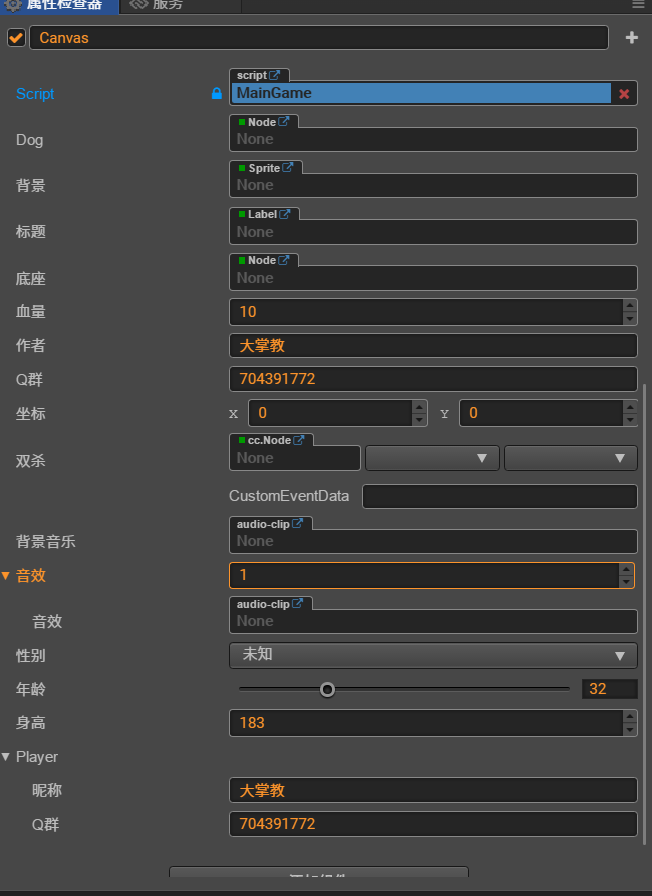 属性检查器 服务
Canvas
script
Script MainGame
Node
Dog None
Sprite
背景 None
Label
标题 None
Node
底座 None
血量 10
作者 大掌教
Q群 704391772
坐标 X 0 Y 0
cc.Node
双杀 None
CustomEventData
audio-clip
背景音乐 None
音效 1
audio-clip
音效 None
性别 未知
年龄 32
身高 183
Player
昵称 大掌教
Q群 704391772